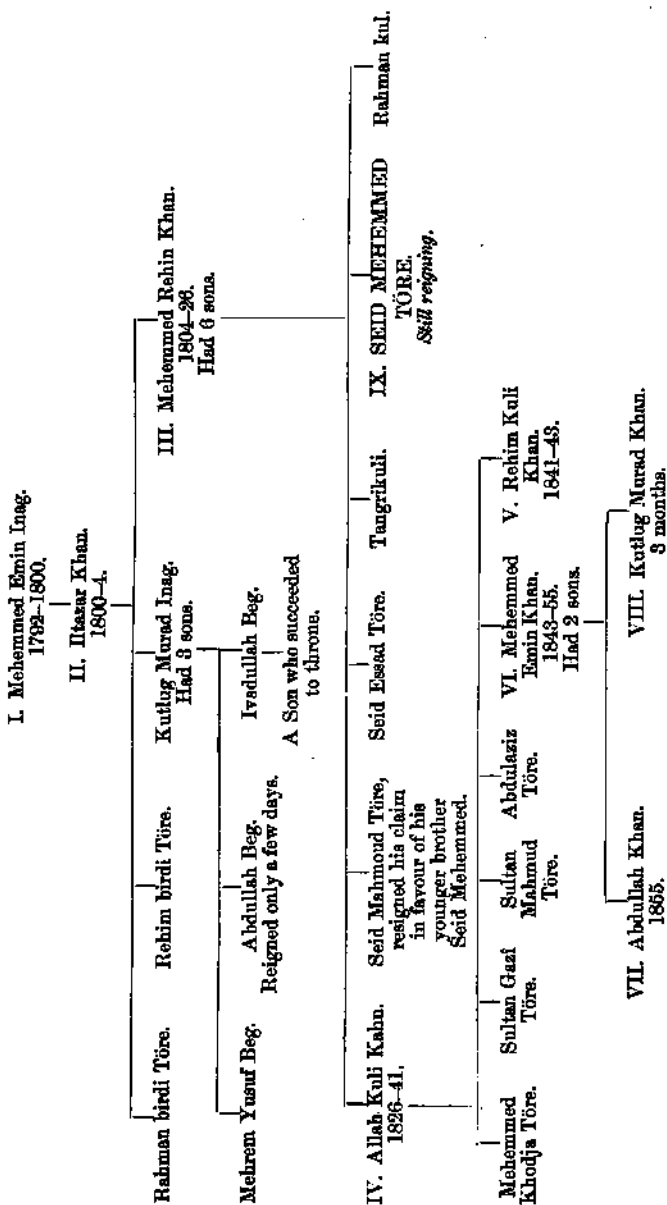 I. Mehemmed Emin Inag.
1792–1800.
II. Iltazar Khan.
1800–4.
Rahman birdi Töre.
Rehim birdi Töre.
Kutlug Murad Inag.
Had 3 sons.
III. Mehemmed Rehin Khan.
1804–26.
Had 6 sons.
Mehrem Yusuf Beg.
Abdullah Beg.
Reigned only a few days.
Ivadullah Beg.
A Son who succeeded
to throne.
IV. Allah Kuli Kahn.
1826–41.
Seid Mahmoud Töre,
resigned his claim
in favour of his
younger brother
Seid Mehemmed.
Seid Essad Töre.
Tangrikuli.
IX. SEID MEHEMMED
TÖRE.
Still reigning.
Rahman kul.
Mehemmed
Khodja Töre.
Sultan Gazi
Töre.
Sultan
Mahmud
Töre.
Abdulaziz
Töre.
VI. Mehemmed
Emin Khan.
1843–55.
Had 2 sons.
V. Rehim Kuli
Khan.
1841–43.
VII. Abdullah Khan.
1855.
VIII. Kutlug Murad Khan.
3 months.